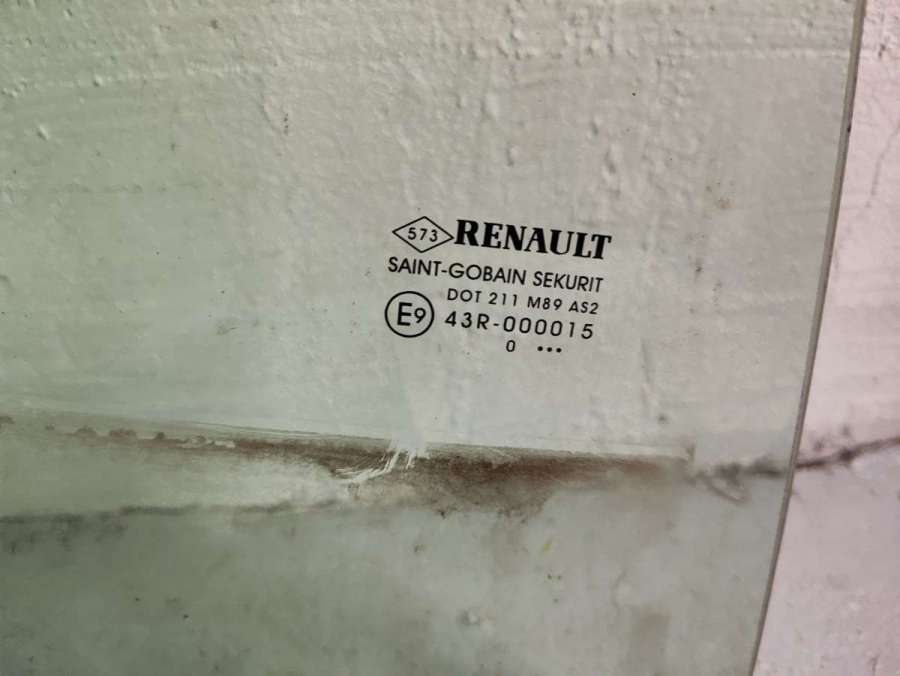 573 RENAULT
SAINT-GOBAIN SEKURIT
DOT 211 M89 AS2
E9 43R-000015
0 •••